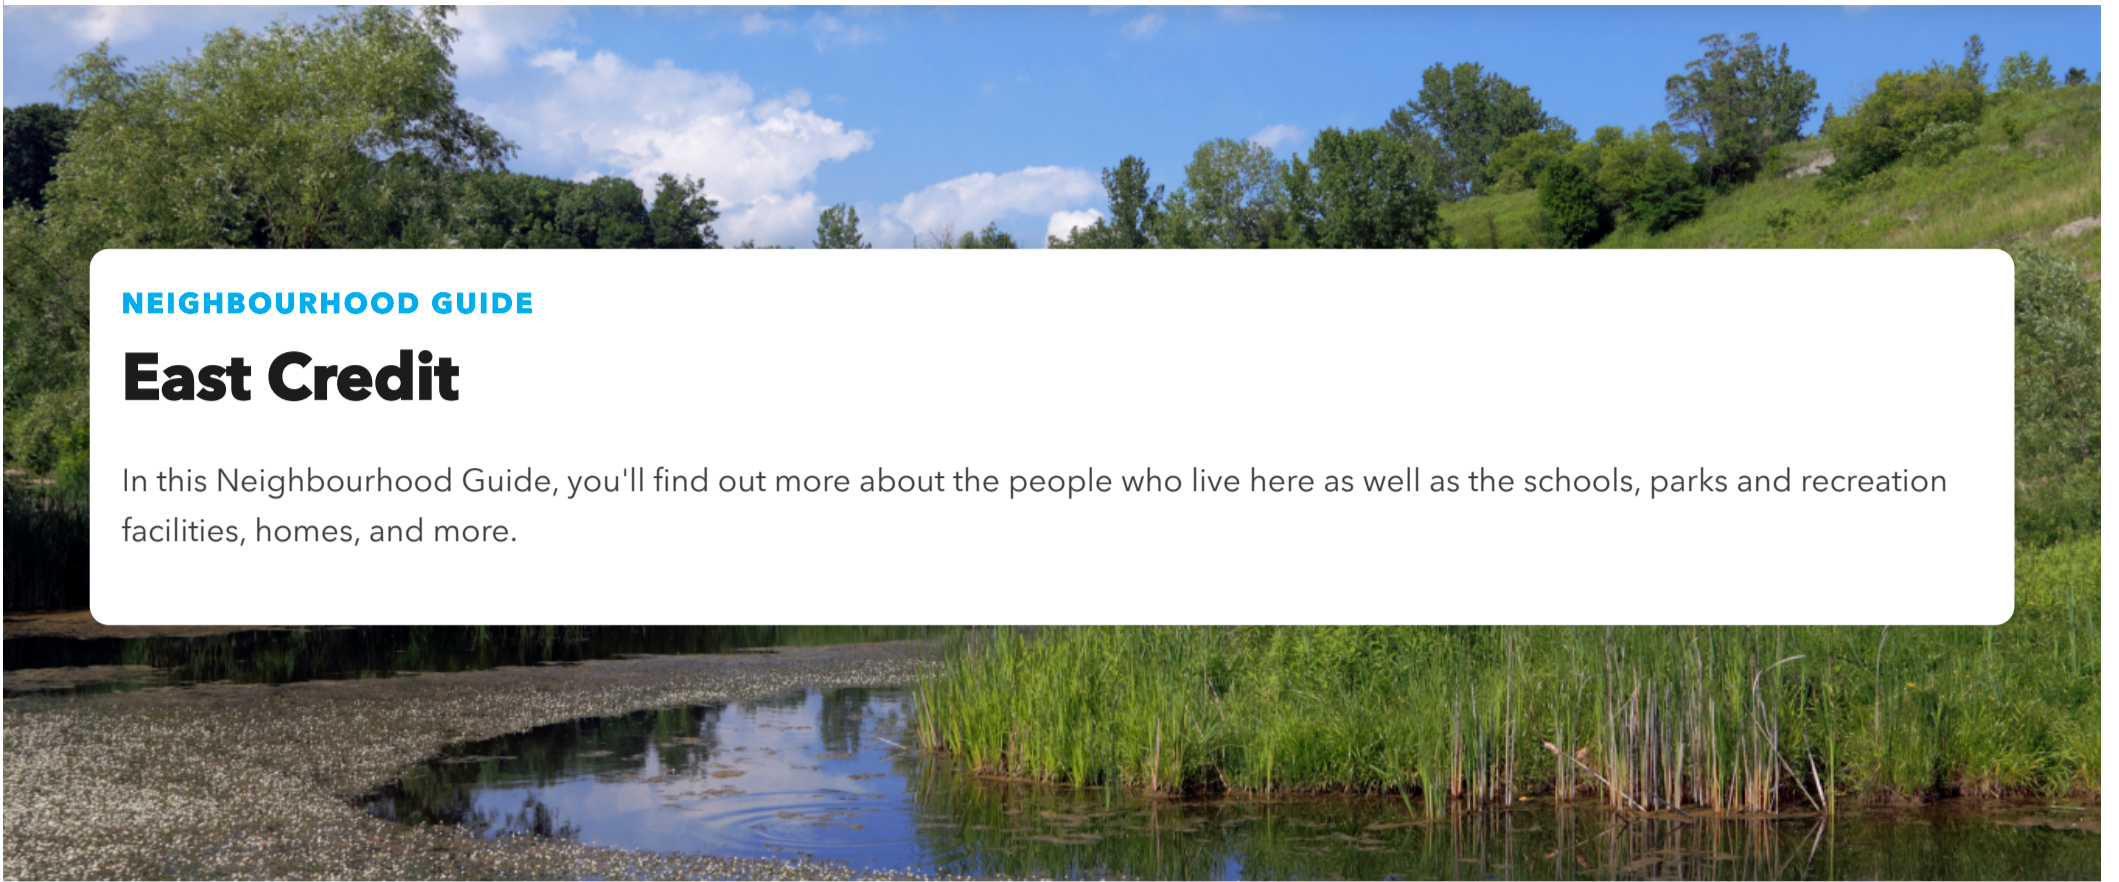 NEIGHBOURHOOD GUIDE
East Credit
In this Neighbourhood Guide, you'll find out more about the people who live here as well as the schools, parks and recreation
facilities, homes, and more.